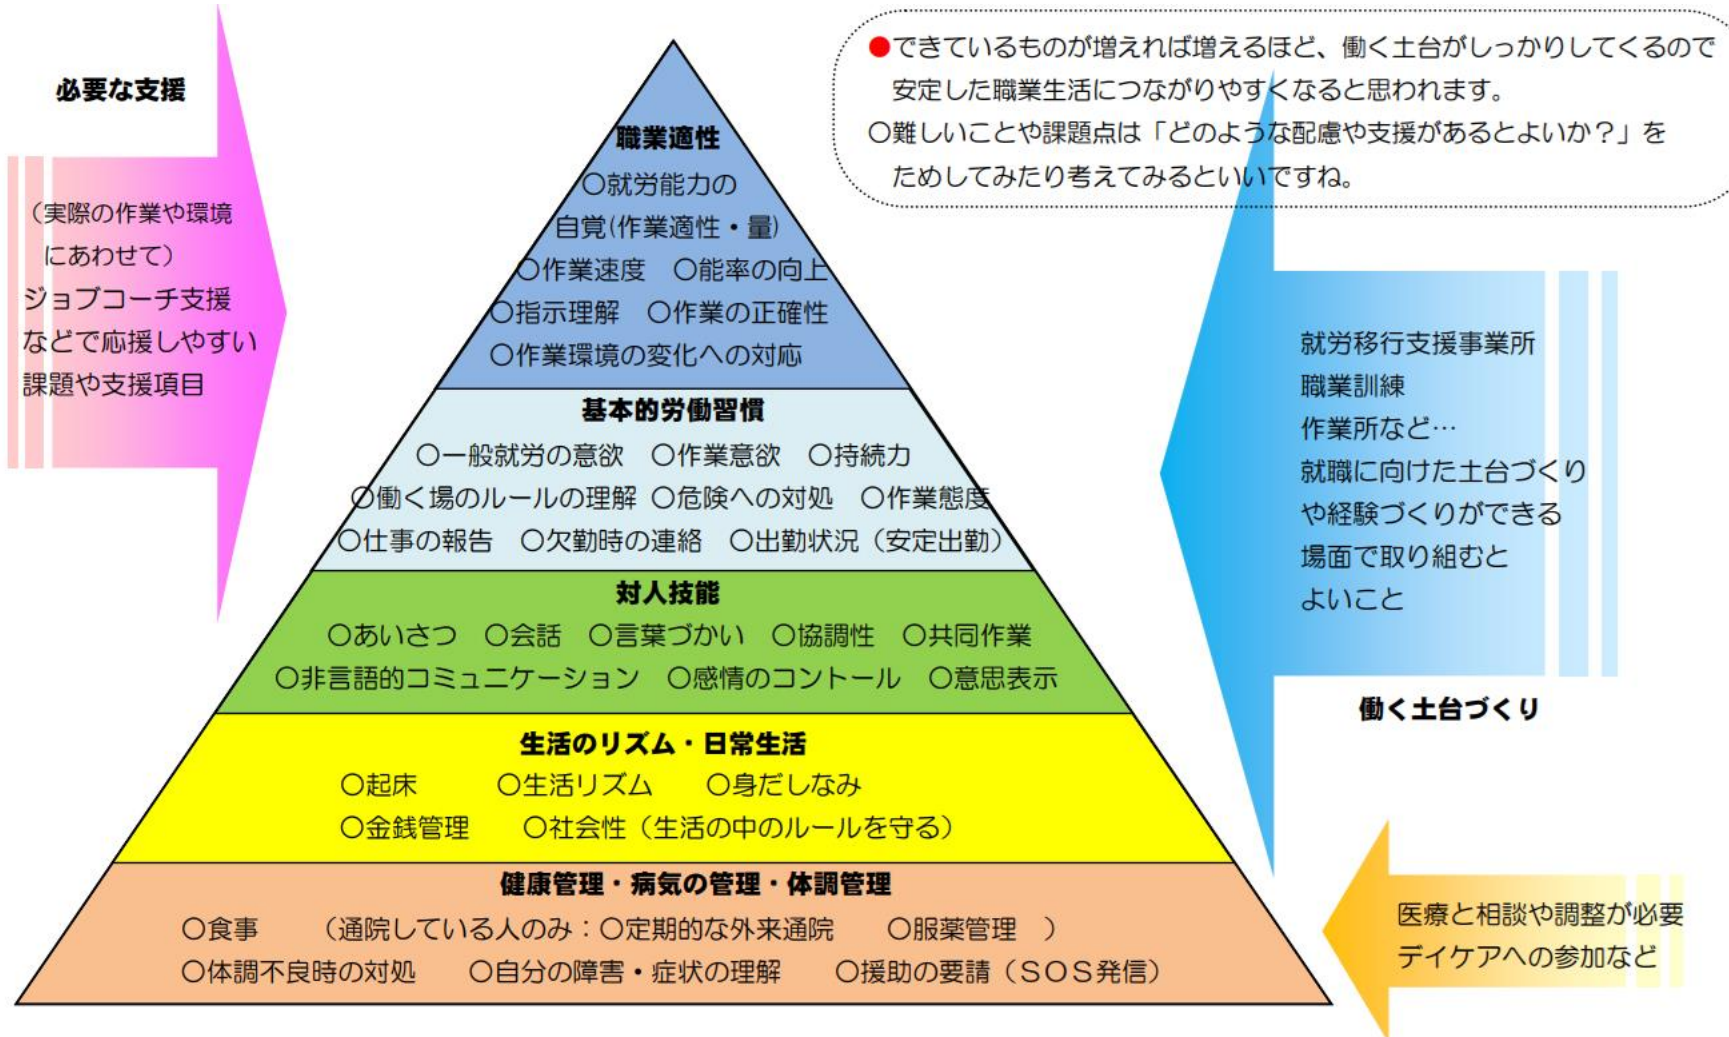 必要な支援
(実際の作業や環境
にあわせて)
ジョブコーチ支援
などで応援しやすい
課題や支援項目
●できているものが増えれば増えるほど、働く土台がしっかりしてくるので
安定した職業生活につながりやすくなると思われます。
○難しいことや課題点は「どのような配慮や支援があるとよいか?」を
ためしてみたり考えてみるといいですね。
職業適性
○就労能力の
自覚(作業適性・量)
○作業速度 ○能率の向上
○指示理解 ○作業の正確性
○作業環境の変化への対応
基本的労働習慣
○一般就労の意欲 ○作業意欲 ○持続力
○働く場のルールの理解 ○危険への対処 ○作業態度
○仕事の報告 ○欠勤時の連絡 ○出勤状況(安定出勤)
対人技能
○あいさつ ○会話 ○言葉づかい ○協調性 ○共同作業
○非言語的コミュニケーション ○感情のコントール ○意思表示
生活のリズム・日常生活
○起床 ○生活リズム ○身だしなみ
○金銭管理 ○社会性(生活の中のルールを守る)
健康管理・病気の管理・体調管理
○食事 (通院している人のみ:○定期的な外来通院 ○服薬管理 )
○体調不良時の対処 ○自分の障害・症状の理解 ○援助の要請(SOS発信)
就労移行支援事業所
職業訓練
作業所など…
就職に向けた土台づくり
や経験づくりができる
場面で取り組むと
よいこと
働く土台づくり
医療と相談や調整が必要
デイケアへの参加など